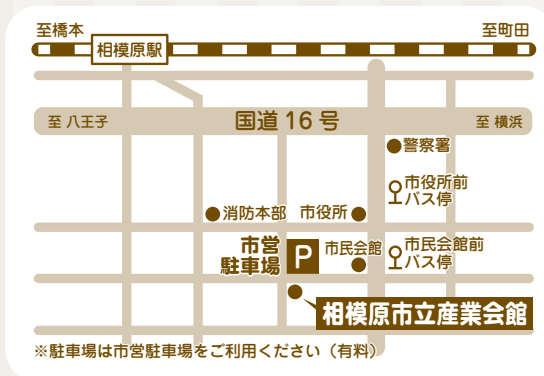 至橋本
至町田
相模原駅
至 八王子
国道 16 号
至 横浜
警察署
市役所前
バス停
消防本部
市役所
市営
駐車場
P
市民会館
市民会館前
バス停
相模原市立産業会館
※駐車場は市営駐車場をご利用ください（有料）